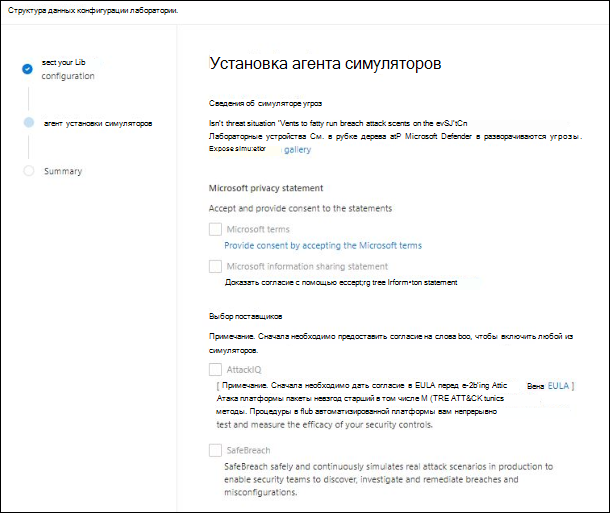 Структура данных конфигурации лаборатории.
sect your Lib
configuration
агент установки симуляторов
Summary
Установка агента симуляторов
Сведения об симуляторе угроз
Isn't threat situation "Vents to fatty run breach attack scents on the evSJ'tCn
Лабораторные устройства См. в рубке дерева atP Microsoft Defender в разворачиваются угрозы.
Expose simu:etor gallery
Microsoft privacy statement
Accept and provide consent to the statements
Microsoft terms
Provide consent by accepting the Microsoft terms
Microsoft information sharing statement
Доказать согласие с помощью eccept;rg tree Irform•ton statement
Выбор поставщиков
Примечание. Сначала необходимо предоставить согласие на слова boo, чтобы включить любой из
симуляторов.
AttackIQ
[ Примечание. Сначала необходимо дать согласие в EULA перед e-2b'ing Attic Вена EULA ]
Атака платформы пакеты невзгод старший в том числе M (TRE ATT&CK tunics
методы. Процедуры в flub автоматизированной платформы вам непрерывно
test and measure the efficacy of your security controls.
SafeBreach
SafeBreach safely and continuously simulates real attack scenarios in production to
enable security teams to discover, investigate and remediate breaches and
misconfigurations.